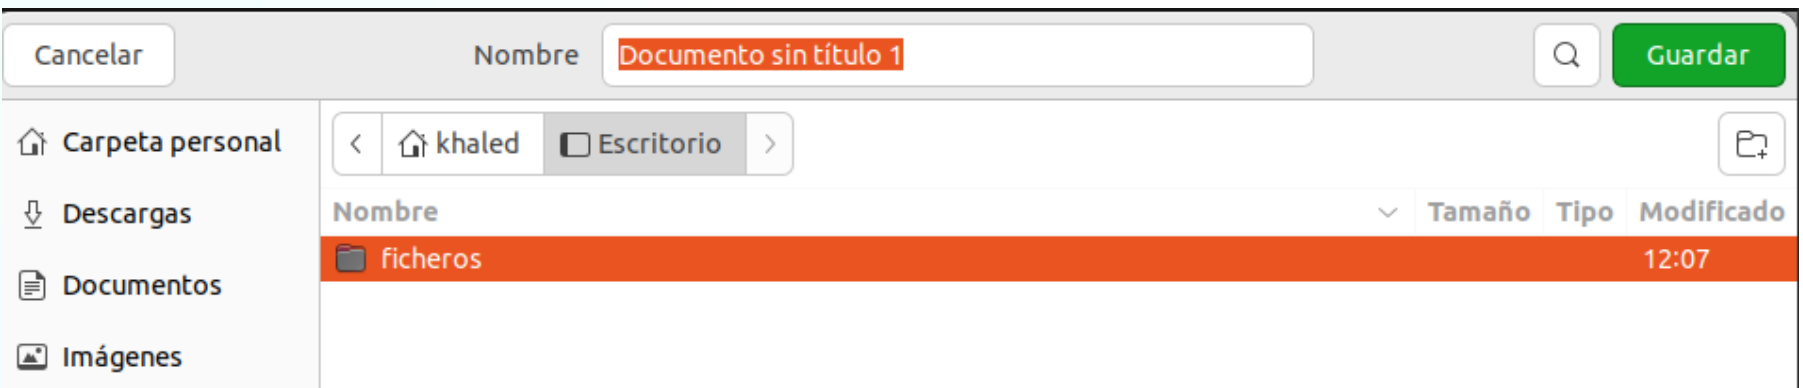 Cancelar Nombre Documento sin título 1 Guardar
Carpeta personal khaled Escritorio
Descargas Nombre Tamaño Tipo Modificado
ficheros 12:07
Documentos
Imágenes